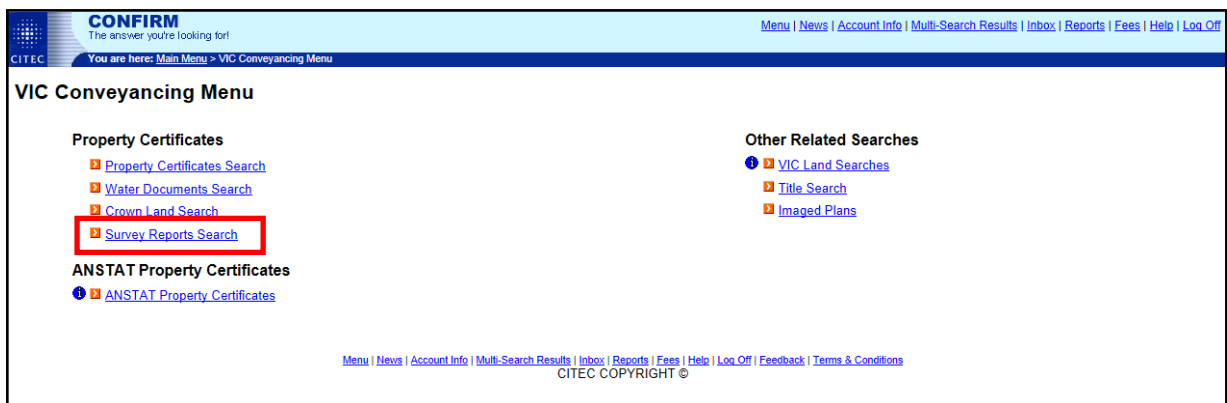 CONFIRM
The answer you're looking for!
Menu | News | Account Info | Multi-Search Results | Inbox | Reports | Fees | Help | Log Off
CITEC
You are here: Main Menu > VIC Conveyancing Menu
VIC Conveyancing Menu
Property Certificates
Property Certificates Search
Water Documents Search
Crown Land Search
Survey Reports Search
ANSTAT Property Certificates
ANSTAT Property Certificates
Other Related Searches
VIC Land Searches
Title Search
Imaged Plans
Menu | News | Account Info | Multi-Search Results | Inbox | Reports | Fees | Help | Log Off | Feedback | Terms & Conditions
CITEC COPYRIGHT ©